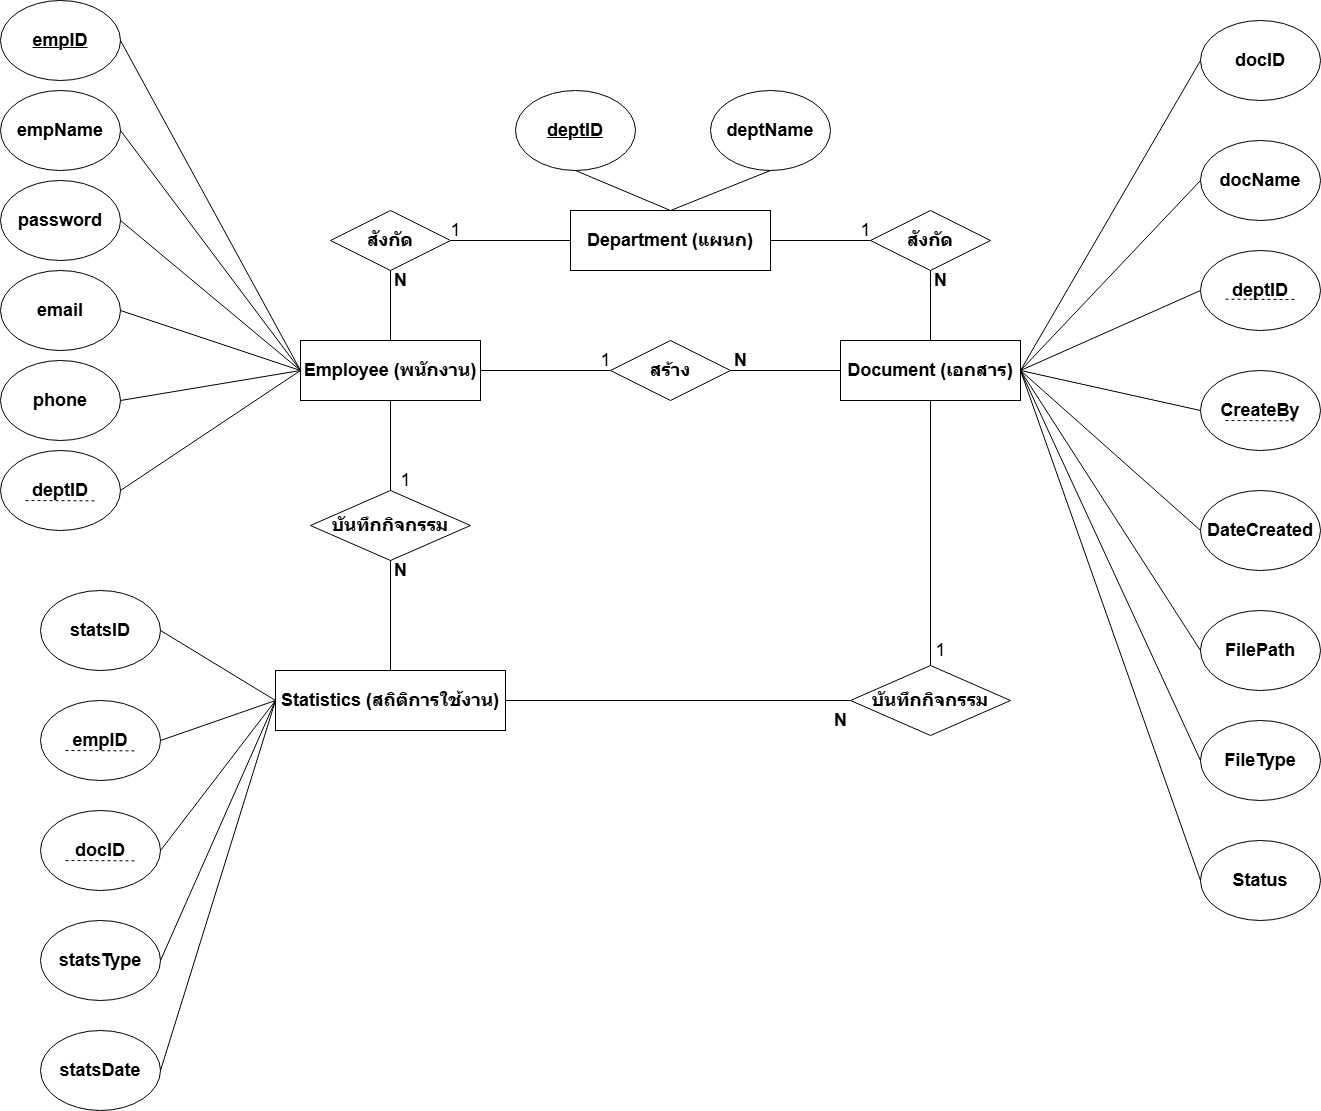 empID
empName
password
email
phone
deptID
deptID
deptName
สังกัด
1
N
Department (แผนก)
1
สังกัด
N
Employee (พนักงาน)
1
สร้าง
N
Document (เอกสาร)
1
บันทึกกิจกรรม
N
Statistics (สถิติการใช้งาน)
1
บันทึกกิจกรรม
N
statsID
empID
docID
statsType
statsDate
docID
docName
deptID
CreateBy
DateCreated
FilePath
FileType
Status